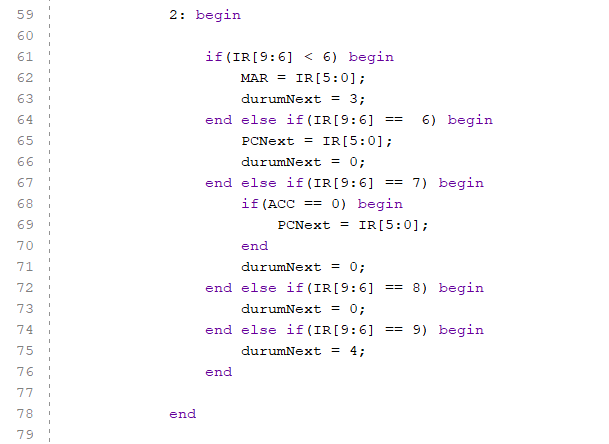 59 2: begin
60
61 if(IR[9:6] < 6) begin
62 MAR = IR[5:0];
63 durumNext = 3;
64 end else if(IR[9:6] ==  6) begin
65 PCNext = IR[5:0];
66 durumNext = 0;
67 end else if(IR[9:6] == 7) begin
68 if(ACC == 0) begin
69 PCNext = IR[5:0];
70 end
71 durumNext = 0;
72 end else if(IR[9:6] == 8) begin
73 durumNext = 0;
74 end else if(IR[9:6] == 9) begin
75 durumNext = 4;
76 end
77
78 end
79